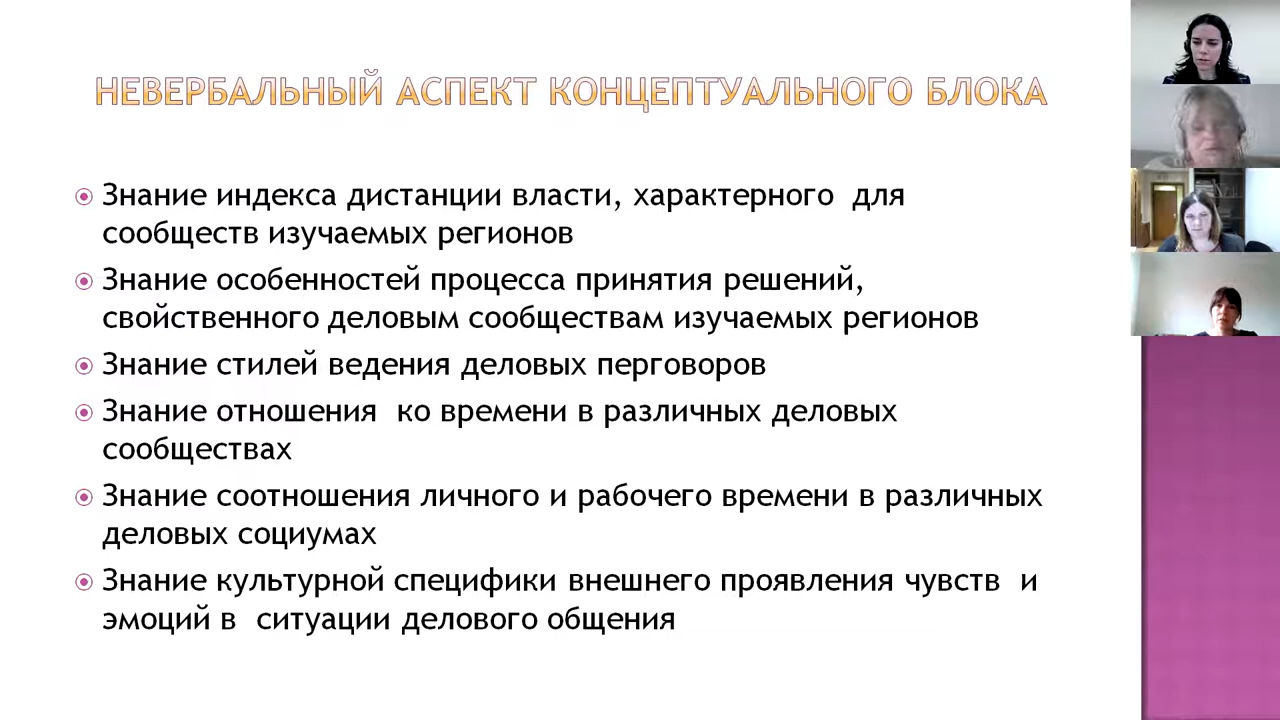 НЕВЕРБАЛЬНЫЙ АСПЕКТ КОНЦЕПТУАЛЬНОГО БЛОКА
Знание индекса дистанции власти, характерного для
сообществ изучаемых регионов
Знание особенностей процесса принятия решений,
свойственного деловым сообществам изучаемых регионов
Знание стилей ведения деловых перговоров
Знание отношения ко времени в различных деловых
сообществах
Знание соотношения личного и рабочего времени в различных
деловых социумах
Знание культурной специфики внешнего проявления чувств и
эмоций в ситуации делового общения